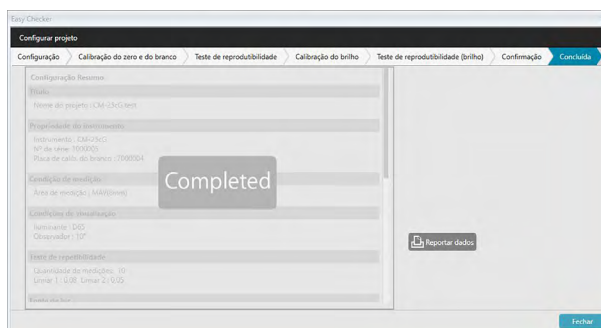 Easy Checker
Configurar projeto
Configuração Calibração do zero e do branco Teste de reprodutibilidade Calibração do brilho Teste de reprodutibilidade (brilho) Confirmação Concluída
Configuração Resumo
Título
Nome do projeto : CM-25cG test
Propriedade do instrumento
Instrumento : CM-25cG
Nº de série: 7000003
Placa de calib. do branco : 7000004
Condição de medição
Área de medição : MAV(8mm)
Condições de visualização
Iluminante : D65
Observador : 10°
Teste de repetibilidade
Quantidade de medições: 10
Limiar 1 : 0.08 Limiar 2 : 0.05
Completed
Reportar dados
Fechar